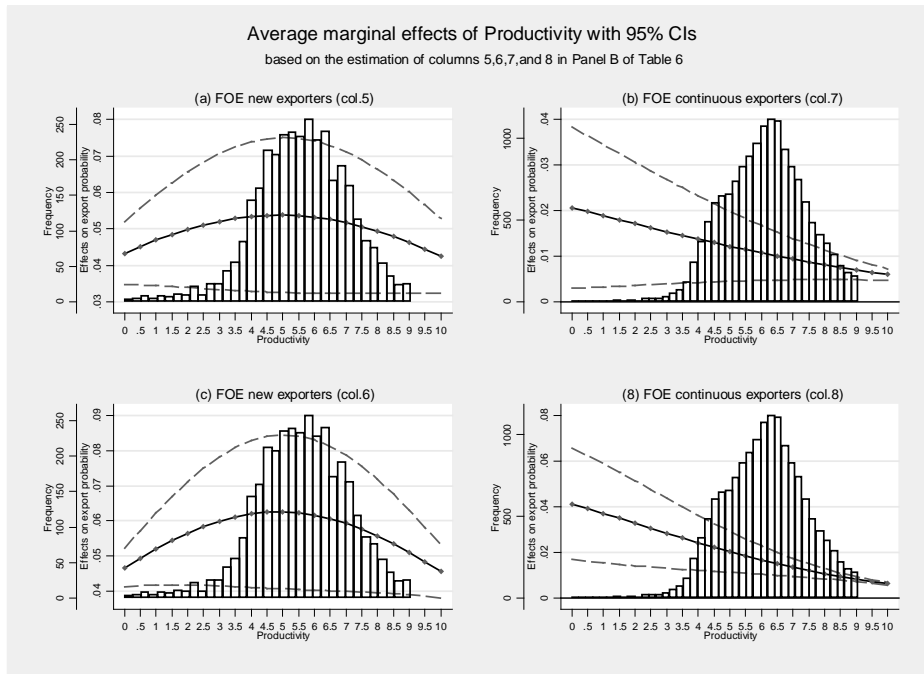 Average marginal effects of Productivity with 95% CIs
based on the estimation of columns 5,6,7,and 8 in Panel B of Table 6
(a) FOE new exporters (col.5)
Frequency
0 50 100 150 200 250
Effects on export probability
.03 .04 .05 .06 .07 .08
0 .5 1 1.5 2 2.5 3 3.5 4 4.5 5 5.5 6 6.5 7 7.5 8 8.5 9 9.5 10
Productivity
(b) FOE continuous exporters (col.7)
Frequency
0 500 1000
Effects on export probability
0 .01 .02 .03 .04
0 .5 1 1.5 2 2.5 3 3.5 4 4.5 5 5.5 6 6.5 7 7.5 8 8.5 9 9.5 10
Productivity
(c) FOE new exporters (col.6)
Frequency
0 50 100 150 200 250
Effects on export probability
.04 .05 .06 .07 .08 .09
0 .5 1 1.5 2 2.5 3 3.5 4 4.5 5 5.5 6 6.5 7 7.5 8 8.5 9 9.5 10
Productivity
(8) FOE continuous exporters (col.8)
Frequency
0 500 1000
Effects on export probability
0 .02 .04 .06 .08
0 .5 1 1.5 2 2.5 3 3.5 4 4.5 5 5.5 6 6.5 7 7.5 8 8.5 9 9.5 10
Productivity